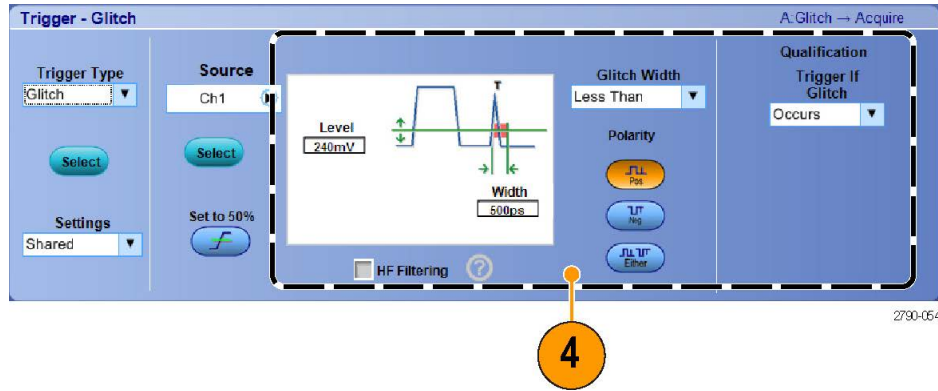 Trigger - Glitch
A:Glitch → Acquire
Trigger Type
Glitch
Select
Settings
Shared
Source
Ch1
Select
Set to 50%
Level
240mV
T
Width
500ps
HF Filtering
?
Glitch Width
Less Than
Polarity
Pos
Neg
Either
Qualification
Trigger If
Glitch
Occurs
2790-054
4